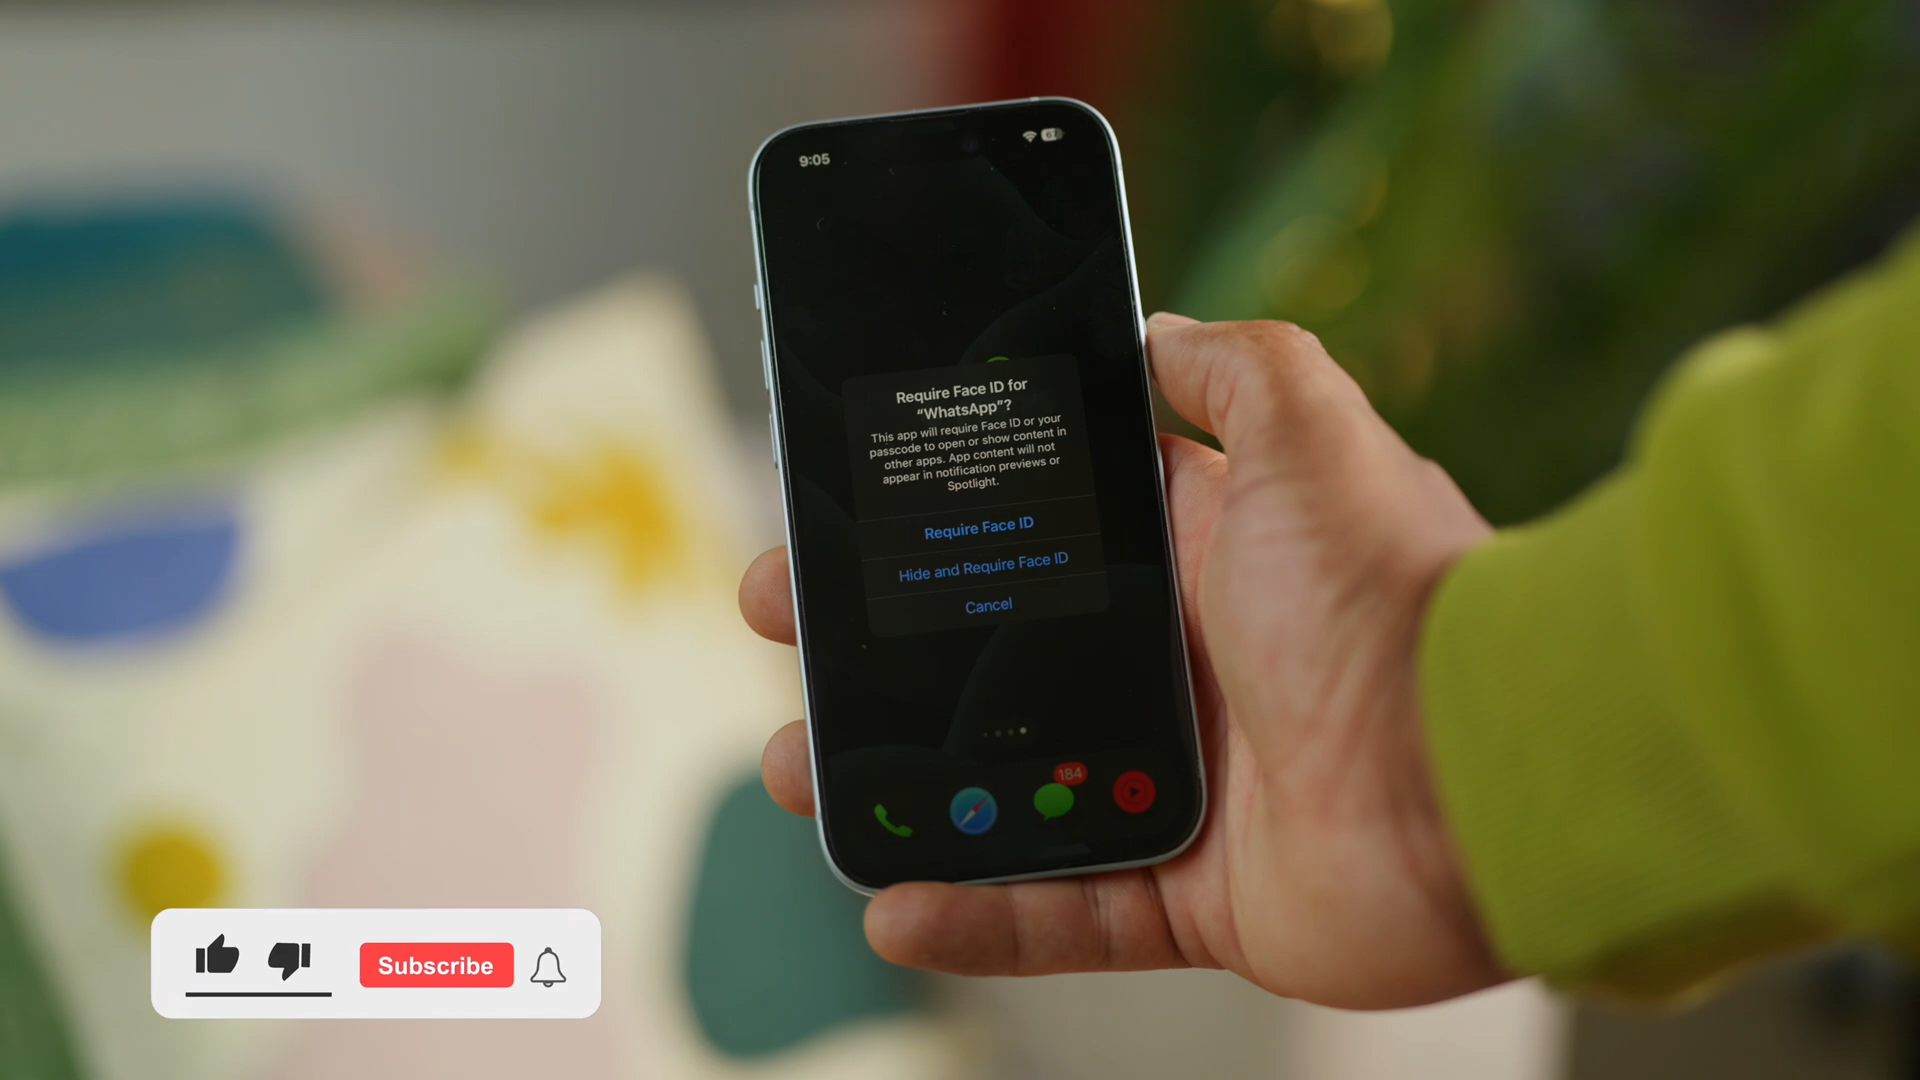 9:05
67
Require Face ID for
“WhatsApp”?
This app will require Face ID or your
passcode to open or show content in
other apps. App content will not
appear in notification previews or
Spotlight.
Require Face ID
Hide and Require Face ID
Cancel
184
Subscribe